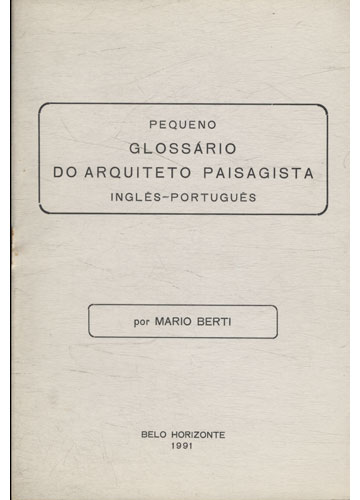 PEQUENO
GLOSSÁRIO
DO ARQUITETO PAISAGISTA
INGLÊS-PORTUGUÊS
por MARIO BERTI
BELO HORIZONTE
1991